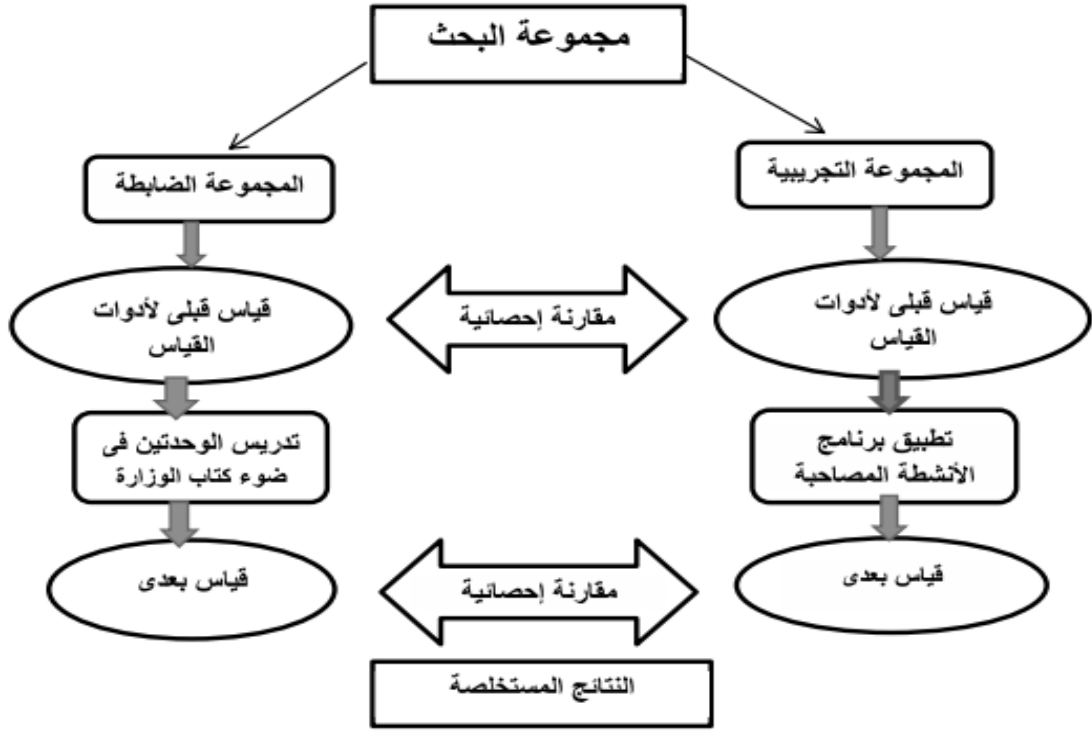 مجموعة البحث
المجموعة التجريبية
المجموعة الضابطة
قياس قبلى لأدوات
القياس
مقارنة إحصائية
قياس قبلى لأدوات
القياس
تطبيق برنامج
الأنشطة المصاحبة
تدريس الوحدتين فى
ضوء كتاب الوزارة
قياس بعدى
مقارنة إحصائية
قياس بعدى
النتائج المستخلصة